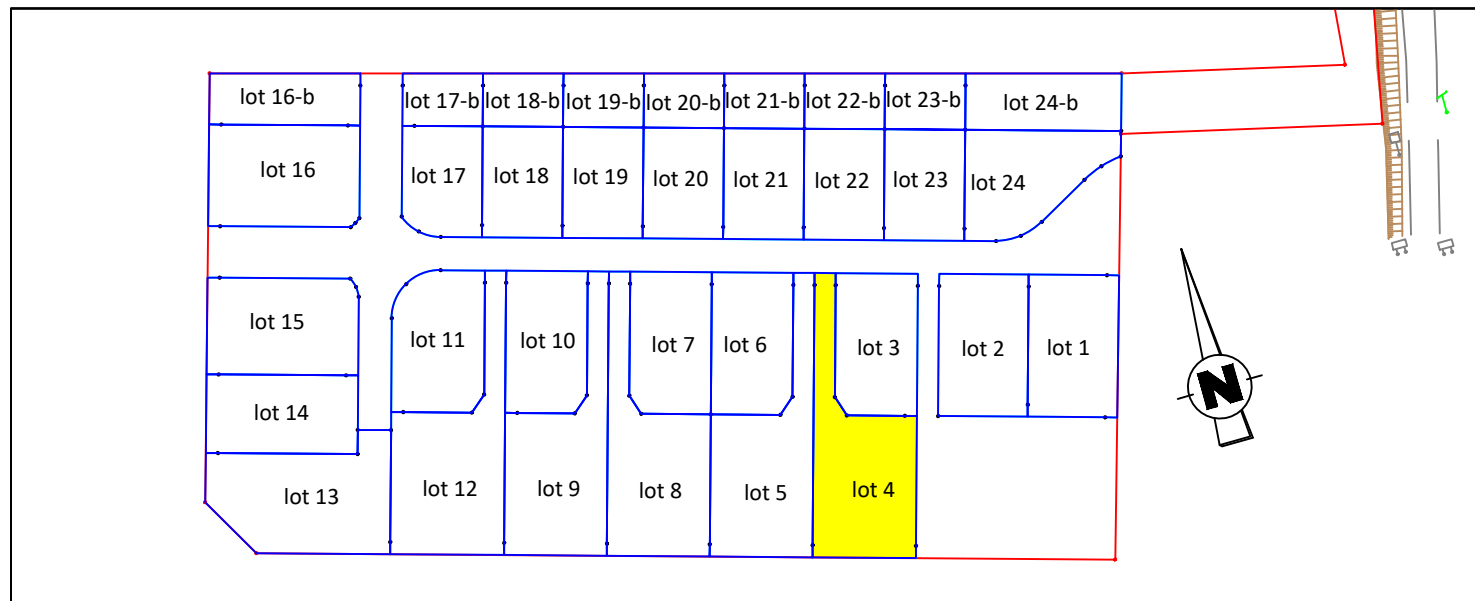 lot 16-b
lot 17-b
lot 18-b
lot 19-b
lot 20-b
lot 21-b
lot 22-b
lot 23-b
lot 24-b
lot 16
lot 17
lot 18
lot 19
lot 20
lot 21
lot 22
lot 23
lot 24
lot 15
lot 11
lot 10
lot 7
lot 6
lot 3
lot 2
lot 1
lot 14
lot 13
lot 12
lot 9
lot 8
lot 5
lot 4
N